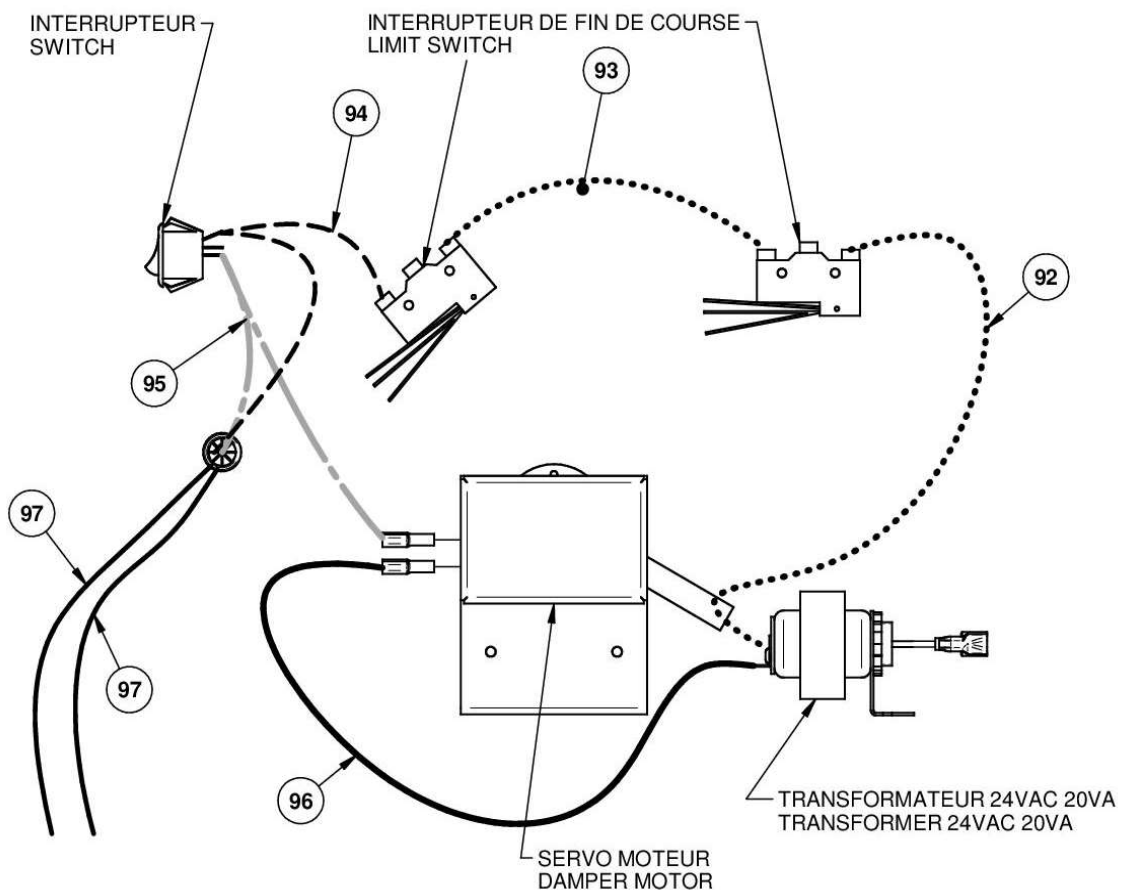 INTERRUPTEUR
SWITCH
INTERRUPTEUR DE FIN DE COURSE
LIMIT SWITCH
93
94
92
95
97
97
96
TRANSFORMATEUR 24VAC 20VA
TRANSFORMER 24VAC 20VA
SERVO MOTEUR
DAMPER MOTOR